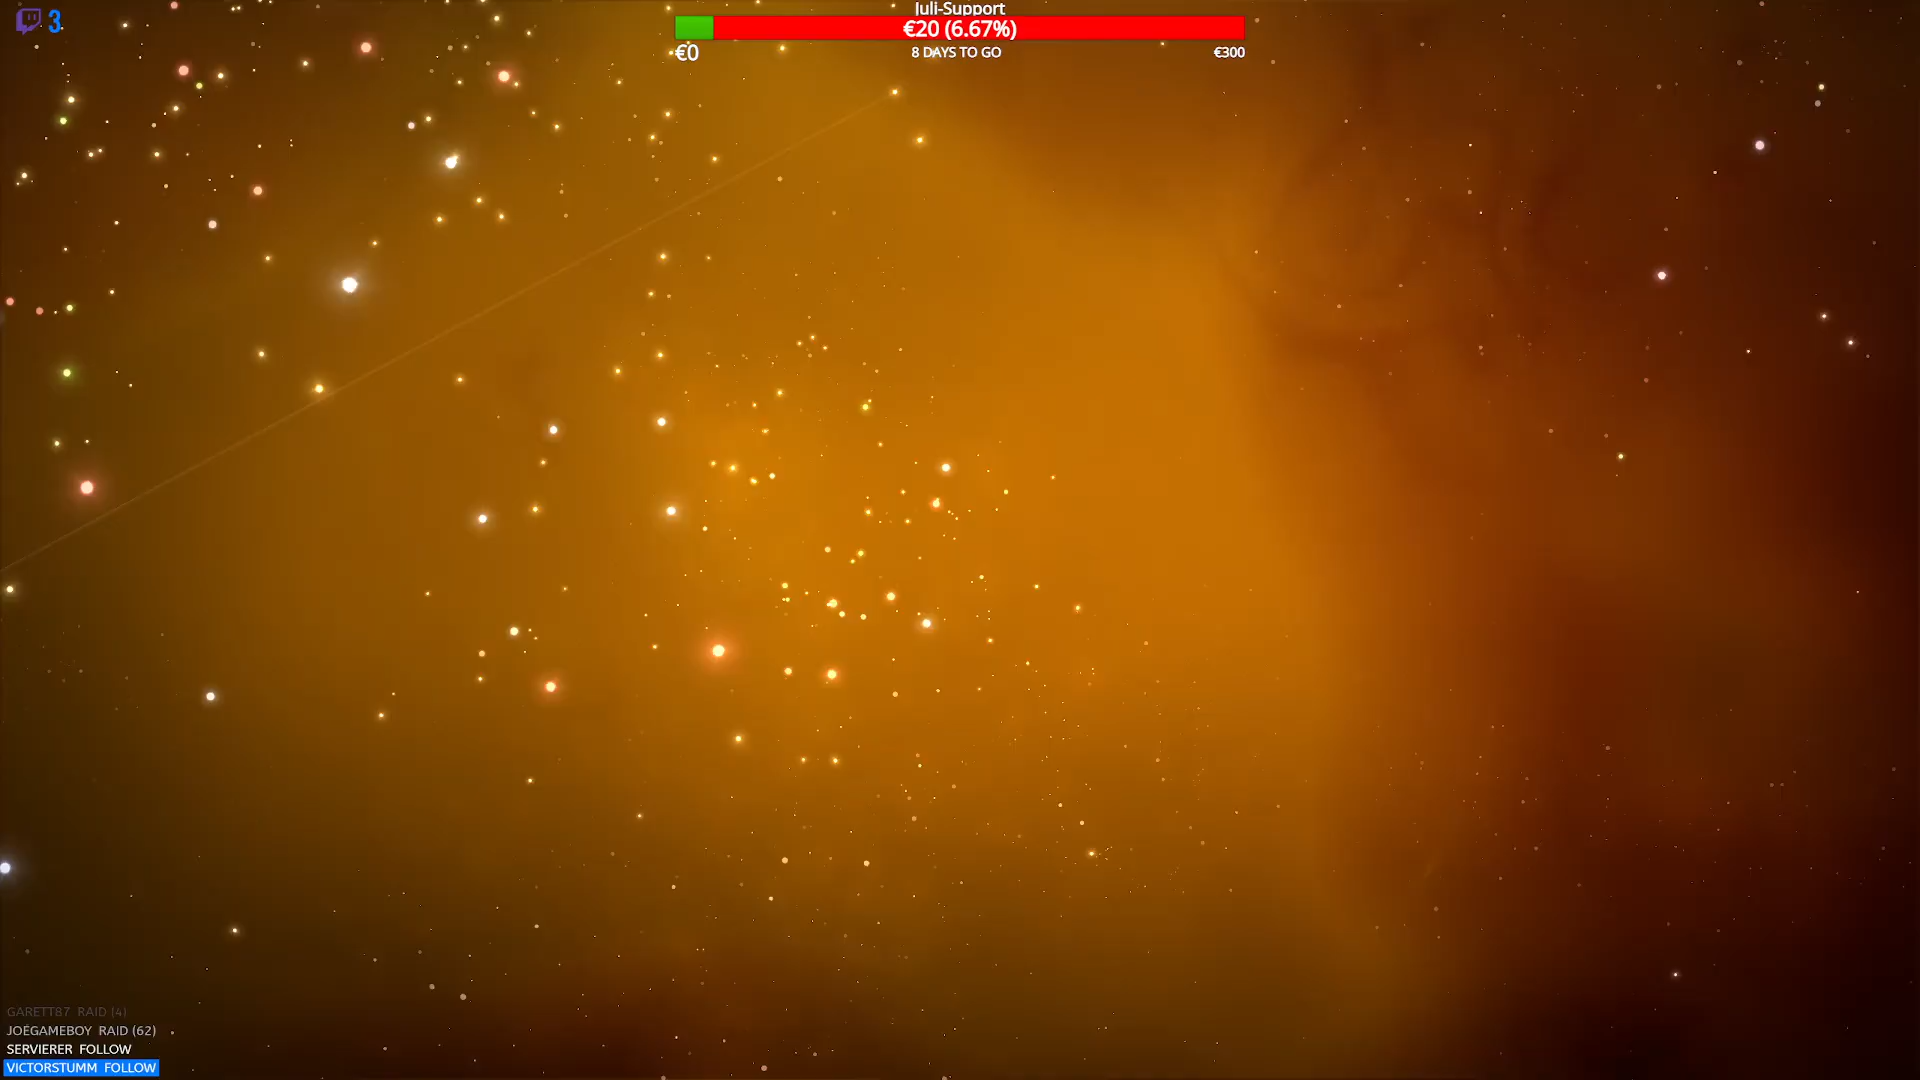 3
Juli-Support
€20 (6.67%)
€0
8 DAYS TO GO
€300
GARETT87 RAID (4)
JOEGAMEBOY RAID (62)
SERVIERER FOLLOW
VICTORSTUMM FOLLOW